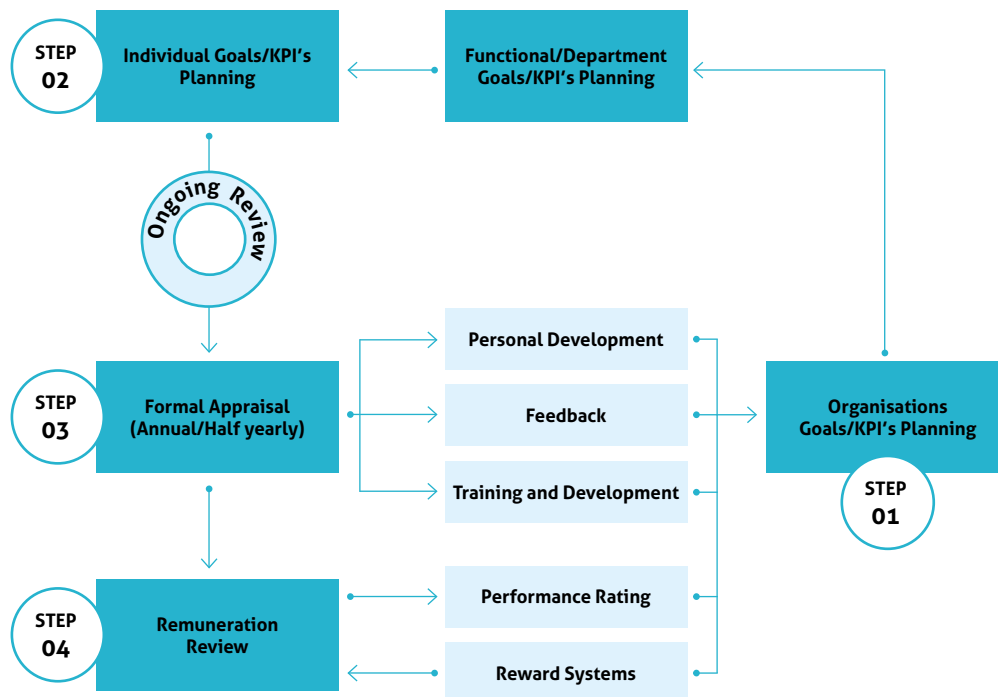 STEP
02
Individual Goals/KPI's
Planning
Functional/Department
Goals/KPI's Planning
Ongoing Review
STEP
03
Formal Appraisal
(Annual/Half yearly)
Personal Development
Feedback
Training and Development
Organisations
Goals/KPI's Planning
STEP
01
STEP
04
Remuneration
Review
Performance Rating
Reward Systems